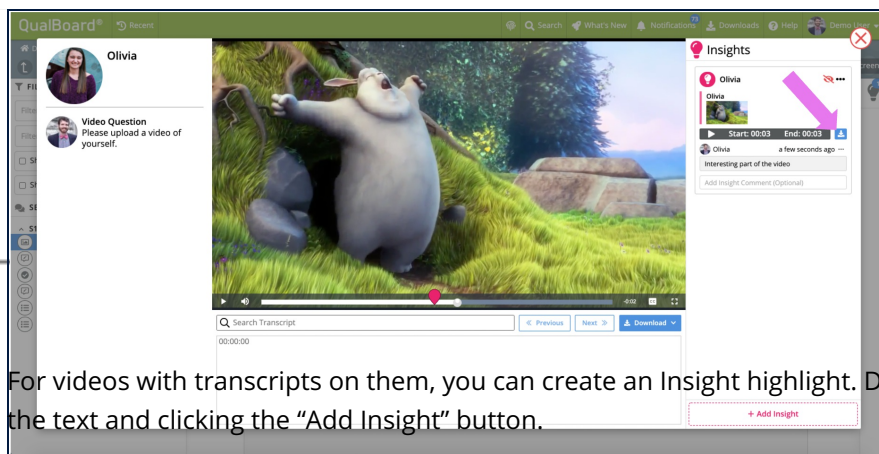 QualBoard® Recent Search What's New Notifications 73 Downloads Help Demo User
Olivia
Video Question
Please upload a video of
yourself.
-0:02
Search Transcript
Previous Next Download
00:00:00
Insights
Olivia
Olivia
Start: 00:03 End: 00:03
Olivia a few seconds ago
Interesting part of the video
Add Insight Comment (Optional)
+ Add Insight
For videos with transcripts on them, you can create an Insight highlight. D
the text and clicking the “Add Insight” button.